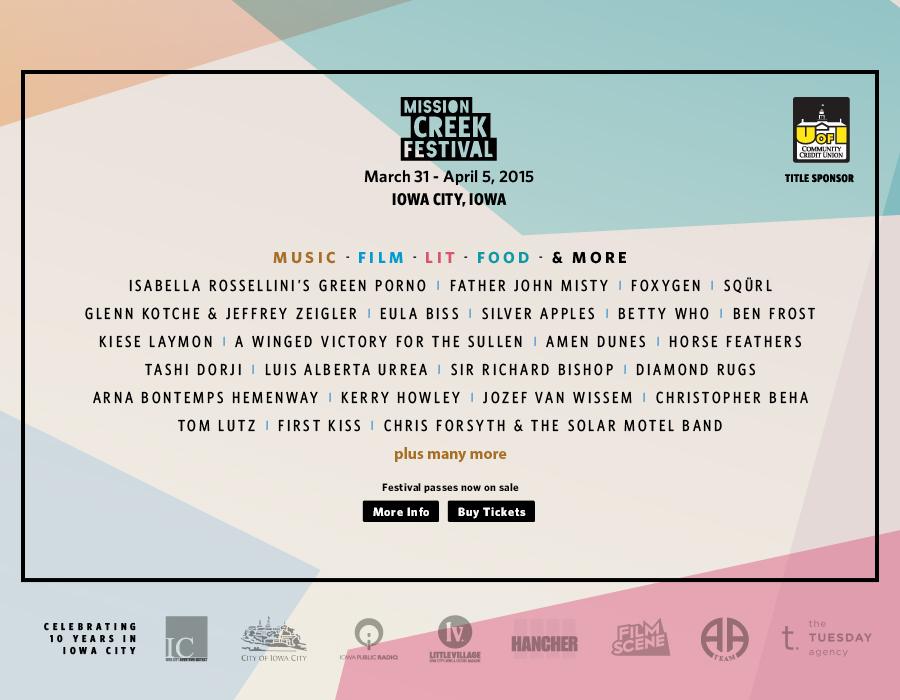 MISSION
CREEK
FESTIVAL
March 31 - April 5, 2015
IOWA CITY, IOWA
U OF I
COMMUNITY
CREDIT UNION
TITLE SPONSOR
MUSIC · FILM · LIT · FOOD · & MORE
ISABELLA ROSSELLINI'S GREEN PORNO | FATHER JOHN MISTY | FOXYGEN | SQÜRL
GLENN KOTCHE & JEFFREY ZEIGLER | EULA BISS | SILVER APPLES | BETTY WHO | BEN FROST
KIESE LAYMON | A WINGED VICTORY FOR THE SULLEN | AMEN DUNES | HORSE FEATHERS
TASHI DORJI | LUIS ALBERTA URREA | SIR RICHARD BISHOP | DIAMOND RUGS
ARNA BONTEMPS HEMENWAY | KERRY HOWLEY | JOZEF VAN WISSEM | CHRISTOPHER BEHA
TOM LUTZ | FIRST KISS | CHRIS FORSYTH & THE SOLAR MOTEL BAND
plus many more
Festival passes now on sale
More Info Buy Tickets
CELEBRATING
10 YEARS IN
IOWA CITY
IC
CITY OF IOWA CITY
IOWA PUBLIC RADIO
lv.
LITTLE VILLAGE
HANCHER
FILM
SCENE
AA
TEAM
the
t. TUESDAY
agency